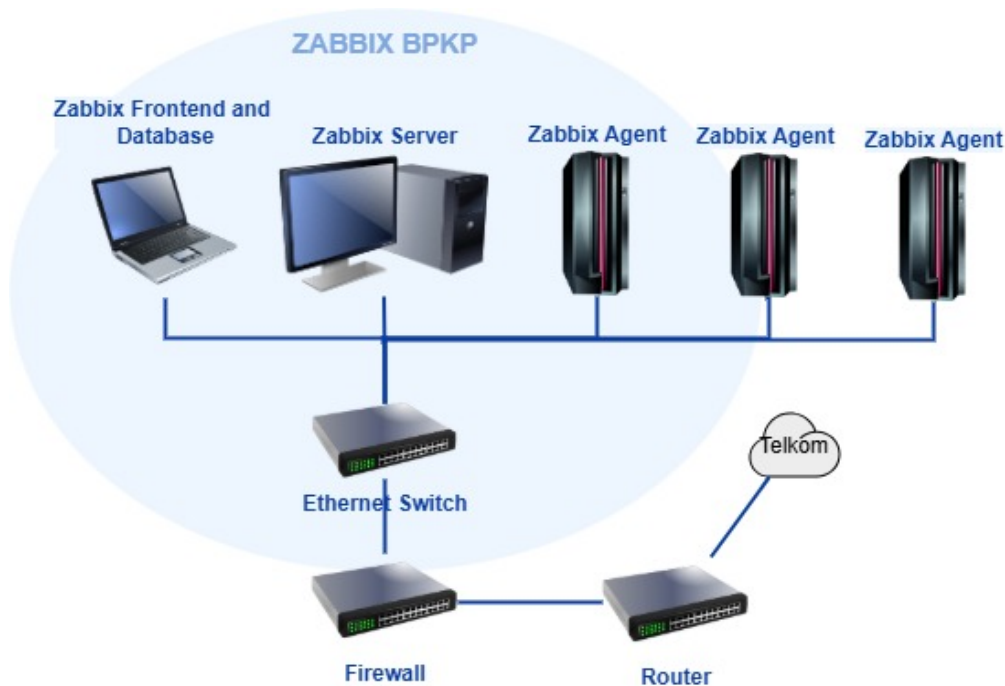 ZABBIX BPKP
Zabbix Frontend and
Database
Zabbix Server
Zabbix Agent
Zabbix Agent
Zabbix Agent
Telkom
Ethernet Switch
Firewall
Router